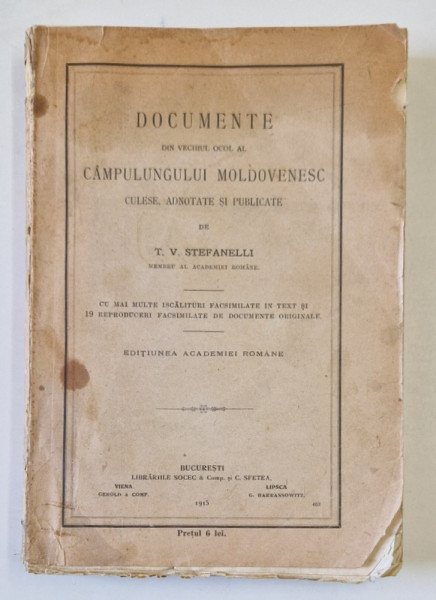 DOCUMENTE
DIN VECHIUL OCOL AL
CÂMPULUNGULUI MOLDOVENESC
CULESE, ADNOTATE ȘI PUBLICATE
DE
T. V. STEFANELLI
MEMBRU AL ACADEMIEI ROMÂNE.
CU MAI MULTE ISCĂLITURI FACSIMILATE IN TEXT ȘI
19 REPRODUCERI FACSIMILATE DE DOCUMENTE ORIGINALE.
EDIȚIUNEA ACADEMIEI ROMÂNE
BUCUREȘTI
LIBRĂRIILE SOCEC & Comp. și C. SFETEA.
VIENA LIPSCA
GEROLD & COMP. O. HARRASSOWITZ.
1915
Prețul 6 lei.